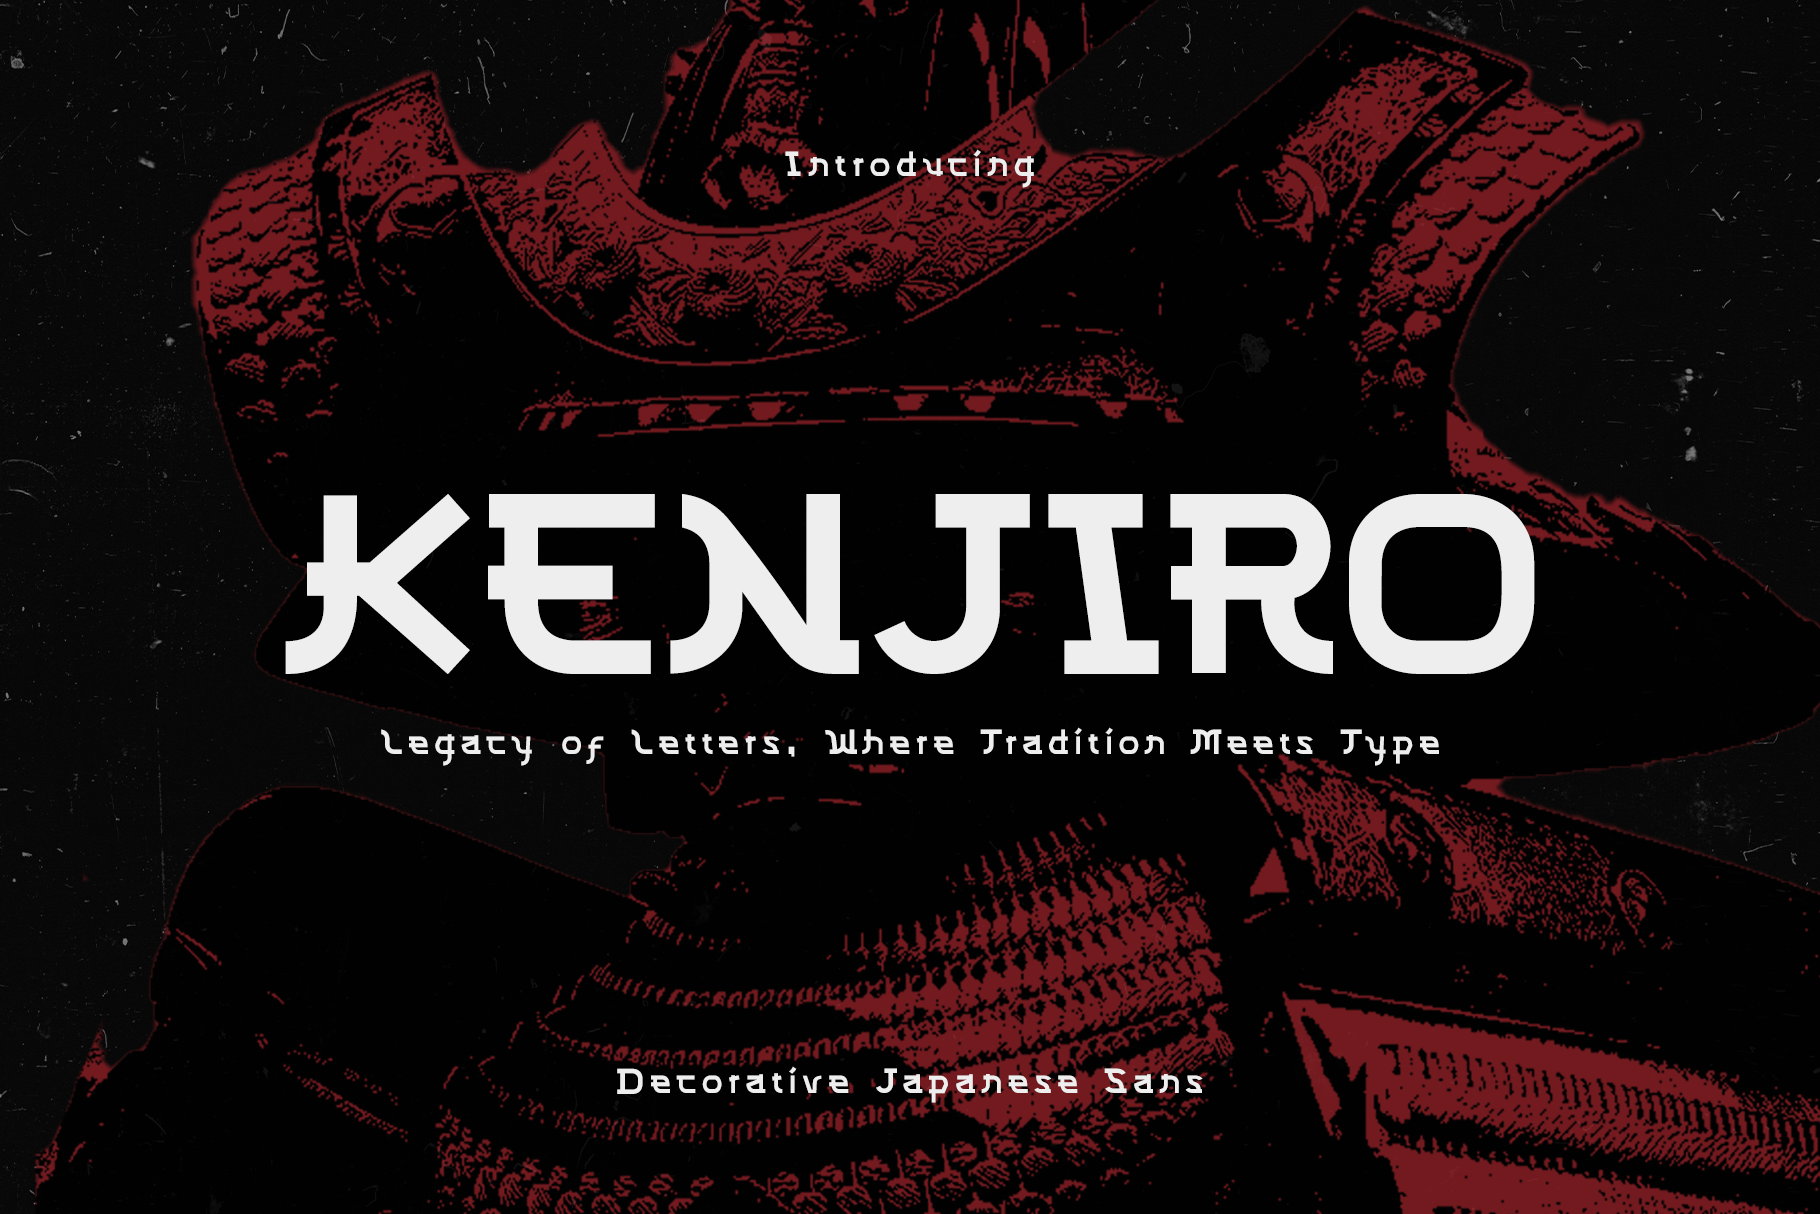 Introducing
KENJIRO
Legacy of Letters, Where Tradition Meets Type
Decorative Japanese Sans